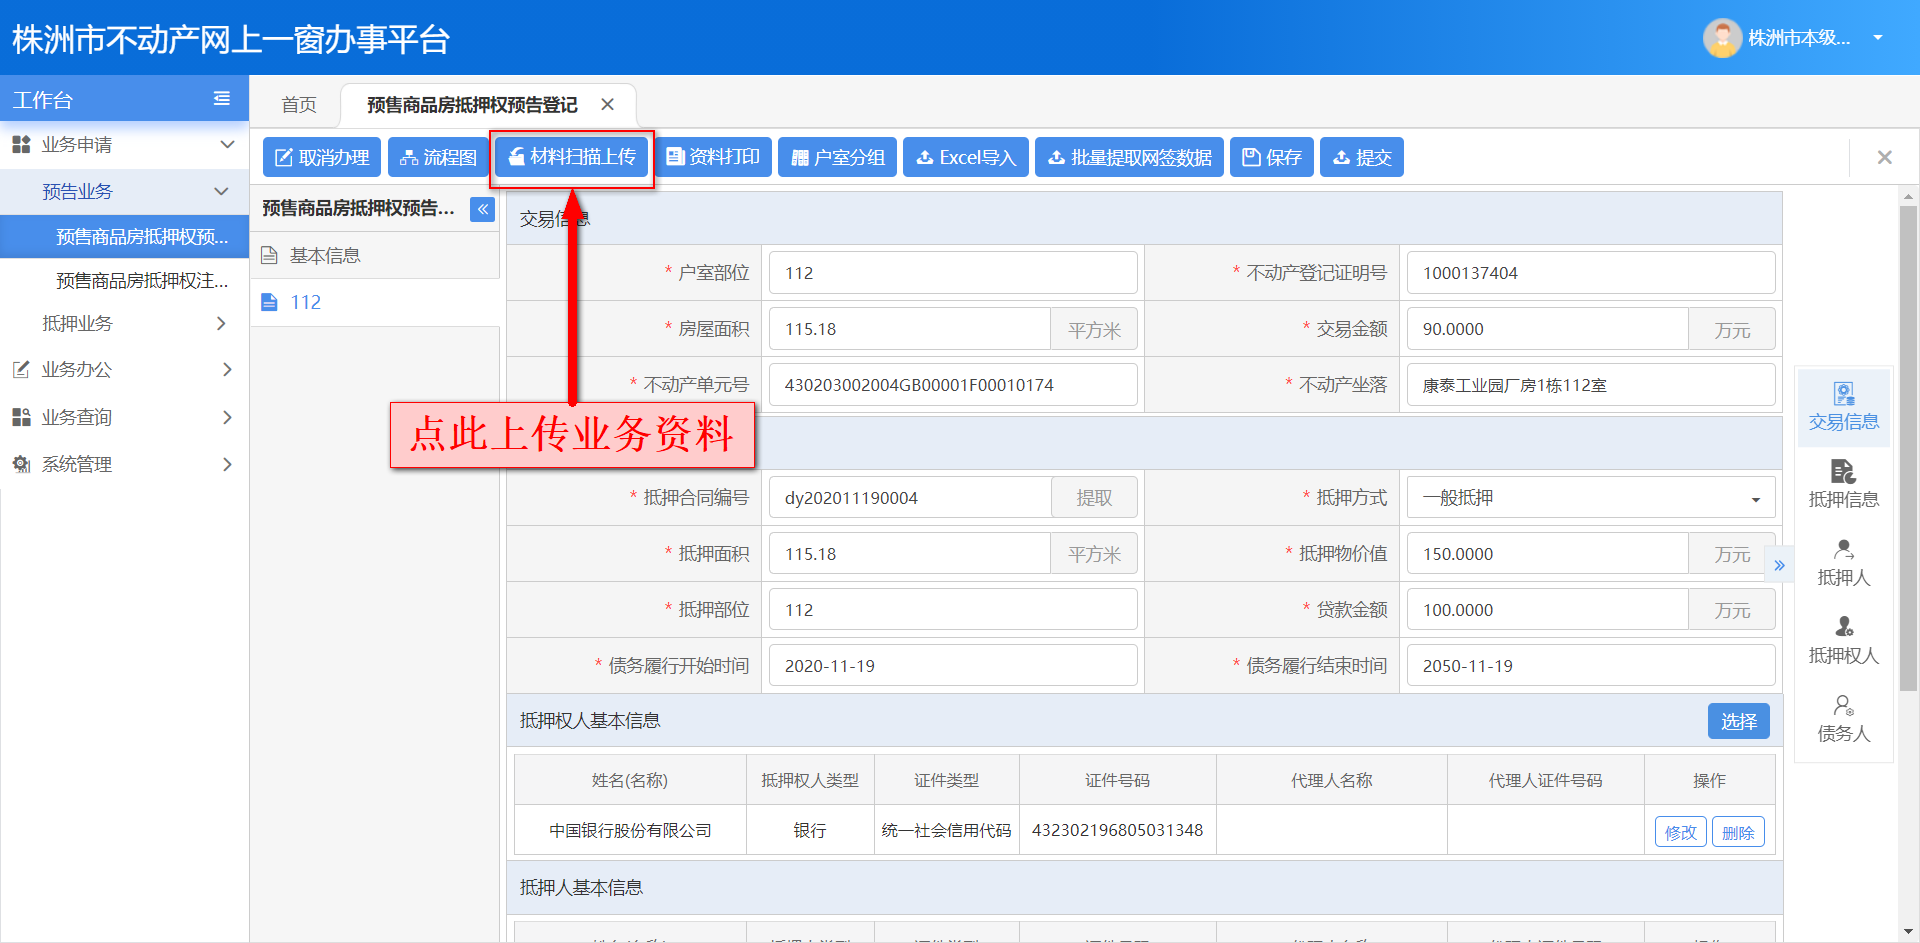 株洲市不动产网上一窗办事平台
株洲市本级...
工作台
首页
预售商品房抵押权预告登记
业务申请
预告业务
预售商品房抵押权预...
预售商品房抵押权注...
抵押业务
业务办公
业务查询
系统管理
取消办理 流程图 材料扫描上传 资料打印 户室分组 Excel导入 批量提取网签数据 保存 提交
预售商品房抵押权预告...
基本信息
112
交易信息
* 户室部位 112 * 不动产登记证明号 1000137404
* 房屋面积 115.18 平方米 * 交易金额 90.0000 万元
* 不动产单元号 430203002004GB00001F00010174 * 不动产坐落 康泰工业园厂房1栋112室
点此上传业务资料
* 抵押合同编号 dy202011190004 提取 * 抵押方式 一般抵押
* 抵押面积 115.18 平方米 * 抵押物价值 150.0000 万元
* 抵押部位 112 * 贷款金额 100.0000 万元
* 债务履行开始时间 2020-11-19 * 债务履行结束时间 2050-11-19
抵押权人基本信息 选择
姓名(名称) 抵押权人类型 证件类型 证件号码 代理人名称 代理人证件号码 操作
中国银行股份有限公司 银行 统一社会信用代码 432302196805031348 修改 删除
抵押人基本信息
交易信息
抵押信息
抵押人
抵押权人
债务人